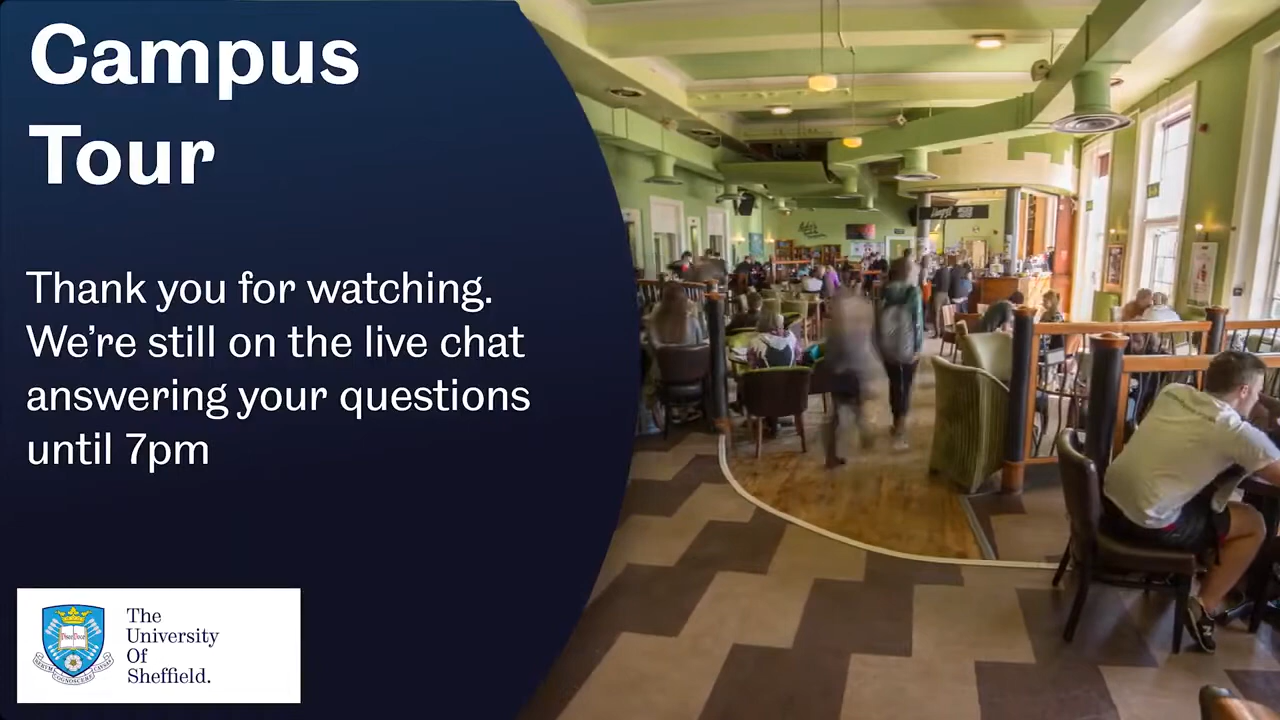 Campus
Tour
Thank you for watching.
We're still on the live chat
answering your questions
until 7pm
The
University
Of
Sheffield.